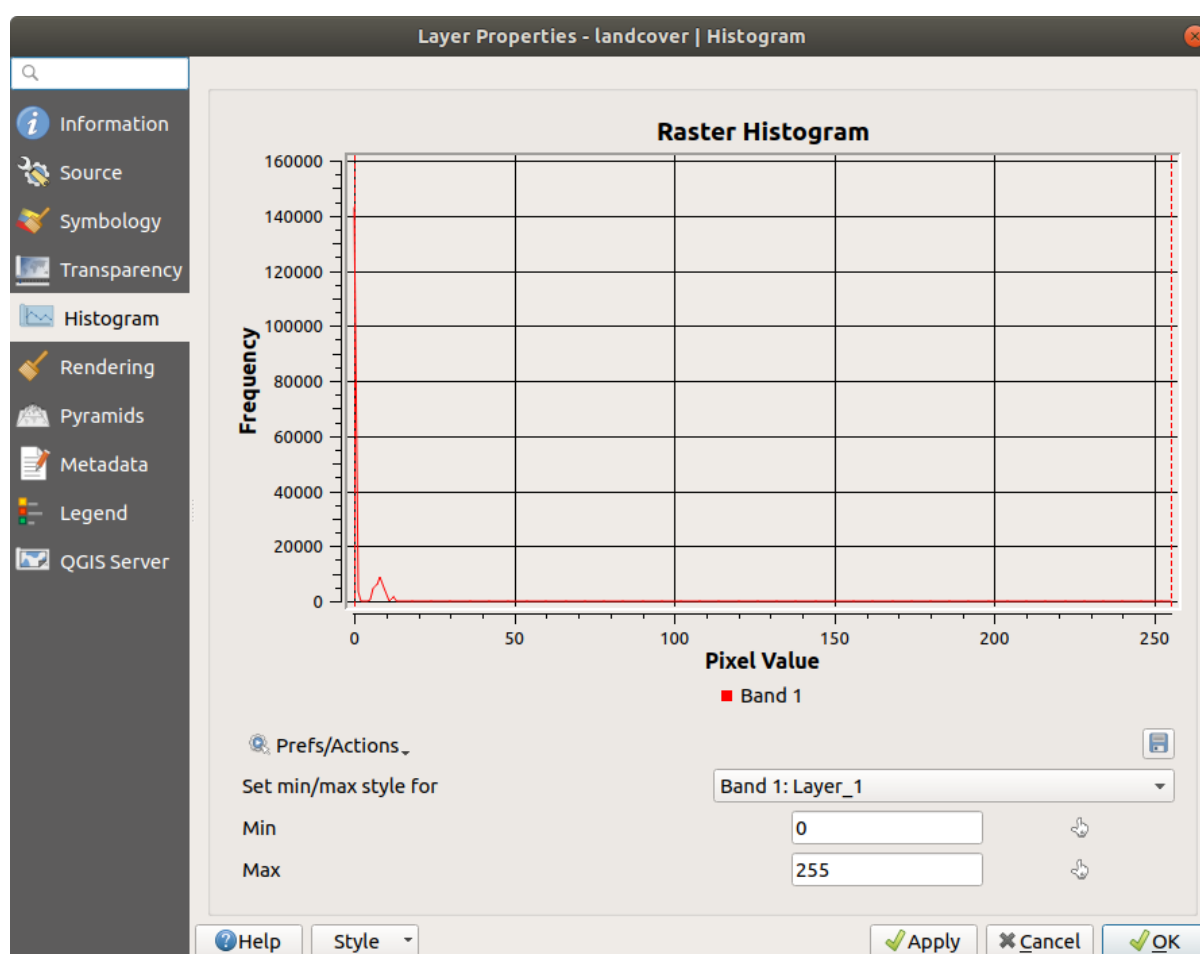 Layer Properties - landcover | Histogram
Information
Source
Symbology
Transparency
Histogram
Rendering
Pyramids
Metadata
Legend
QGIS Server
Raster Histogram
160000
140000
120000
100000
80000
60000
40000
20000
0
Frequency
0 50 100 150 200 250
Pixel Value
Band 1
Prefs/Actions
Set min/max style for Band 1: Layer_1
Min 0
Max 255
Help Style Apply Cancel OK